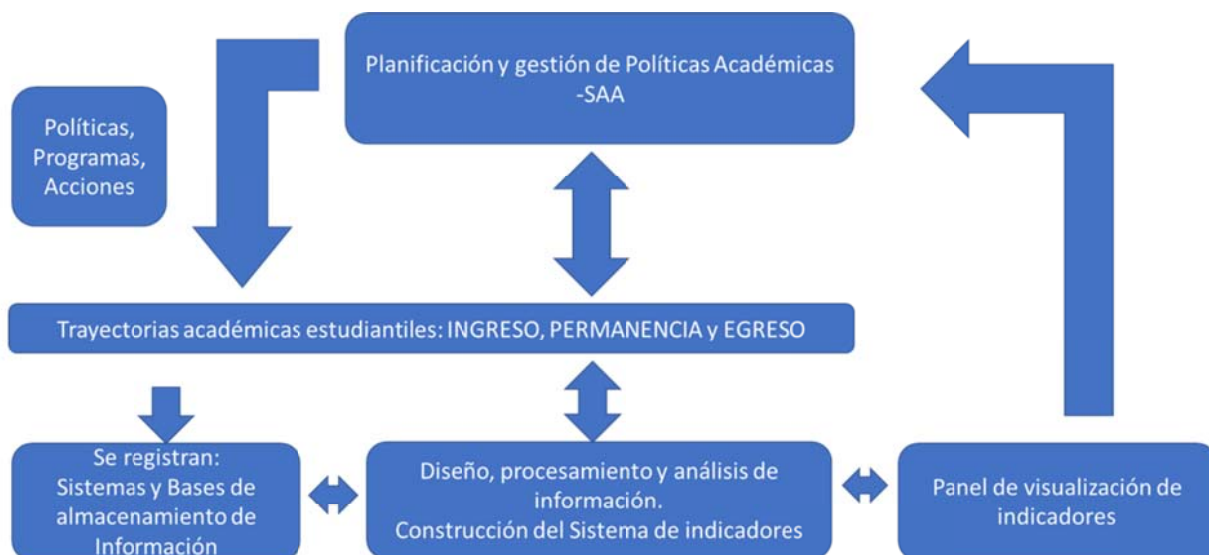 Planificación y gestión de Políticas Académicas
-SAA
Políticas,
Programas,
Acciones
Trayectorias académicas estudiantiles: INGRESO, PERMANENCIA y EGRESO
Se registran:
Sistemas y Bases de
almacenamiento de
Información
Diseño, procesamiento y análisis de
información.
Construcción del Sistema de indicadores
Panel de visualización de
indicadores